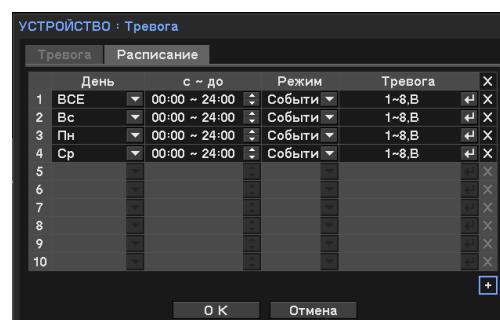 УСТРОЙСТВО : Тревога
Тревога Расписание
День с ~ до Режим Тревога X
1 ВСЕ 00:00 ~ 24:00 Событи 1~8,В X
2 Вс 00:00 ~ 24:00 Событи 1~8,В X
3 Пн 00:00 ~ 24:00 Событи 1~8,В X
4 Ср 00:00 ~ 24:00 Событи 1~8,В X
5 X
6 X
7 X
8 X
9 X
10 X
+
О К Отмена